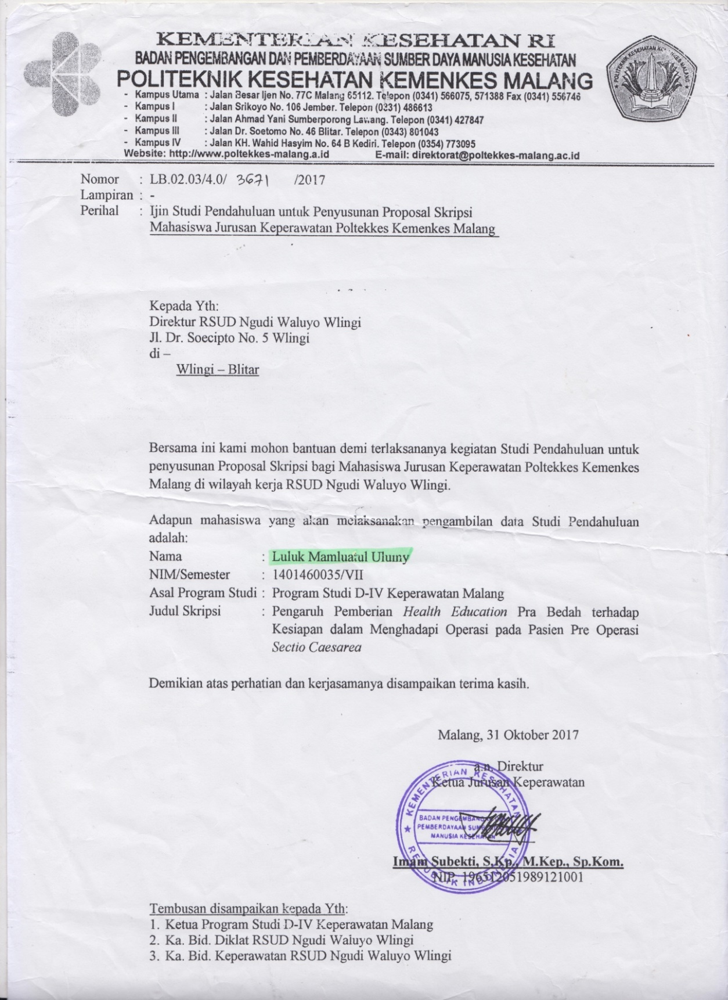 KEMENTERIAN KESEHATAN RI
BADAN PENGEMBANGAN DAN PEMBERDAYAAN SUMBER DAYA MANUSIA KESEHATAN
POLITEKNIK KESEHATAN KEMENKES MALANG
- Kampus Utama : Jalan Besar Ijen No. 77C Malang 65112. Telepon (0341) 566075, 571388 Fax (0341) 556746
- Kampus I : Jalan Srikoyo No. 106 Jember. Telepon (0331) 486613
- Kampus II : Jalan Ahmad Yani Sumberporong Lawang. Telepon (0341) 427847
- Kampus III : Jalan Dr. Soetomo No. 46 Blitar. Telepon (0343) 801043
- Kampus IV : Jalan KH. Wahid Hasyim No. 64 B Kediri. Telepon (0354) 773095
Website: http://www.poltekkes-malang.a.id E-mail: direktorat@poltekkes-malang.ac.id
POLITEKNIK KESEHATAN KEMENKES MALANG
Nomor : LB.02.03/4.0/ 3671 /2017
Lampiran : -
Perihal : Ijin Studi Pendahuluan untuk Penyusunan Proposal Skripsi
Mahasiswa Jurusan Keperawatan Poltekkes Kemenkes Malang
Kepada Yth:
Direktur RSUD Ngudi Waluyo Wlingi
Jl. Dr. Soecipto No. 5 Wlingi
di –
Wlingi – Blitar
Bersama ini kami mohon bantuan demi terlaksananya kegiatan Studi Pendahuluan untuk
penyusunan Proposal Skripsi bagi Mahasiswa Jurusan Keperawatan Poltekkes Kemenkes
Malang di wilayah kerja RSUD Ngudi Waluyo Wlingi.
Adapun mahasiswa yang akan melaksanakan pengambilan data Studi Pendahuluan
adalah:
Nama : Luluk Mamluatul Ulumy
NIM/Semester : 1401460035/VII
Asal Program Studi : Program Studi D-IV Keperawatan Malang
Judul Skripsi : Pengaruh Pemberian Health Education Pra Bedah terhadap
Kesiapan dalam Menghadapi Operasi pada Pasien Pre Operasi
Sectio Caesarea
Demikian atas perhatian dan kerjasamanya disampaikan terima kasih.
Malang, 31 Oktober 2017
a.n. Direktur
Ketua Jurusan Keperawatan
KEMENTERIAN KESEHATAN
BADAN PENGEMBANGAN
PEMBERDAYAAN SUMBER
MANUSIA KESEHATAN
REPUBLIK INDONESIA
Imam Subekti, S.Kp., M.Kep., Sp.Kom.
NIP. 196512051989121001
Tembusan disampaikan kepada Yth:
1. Ketua Program Studi D-IV Keperawatan Malang
2. Ka. Bid. Diklat RSUD Ngudi Waluyo Wlingi
3. Ka. Bid. Keperawatan RSUD Ngudi Waluyo Wlingi